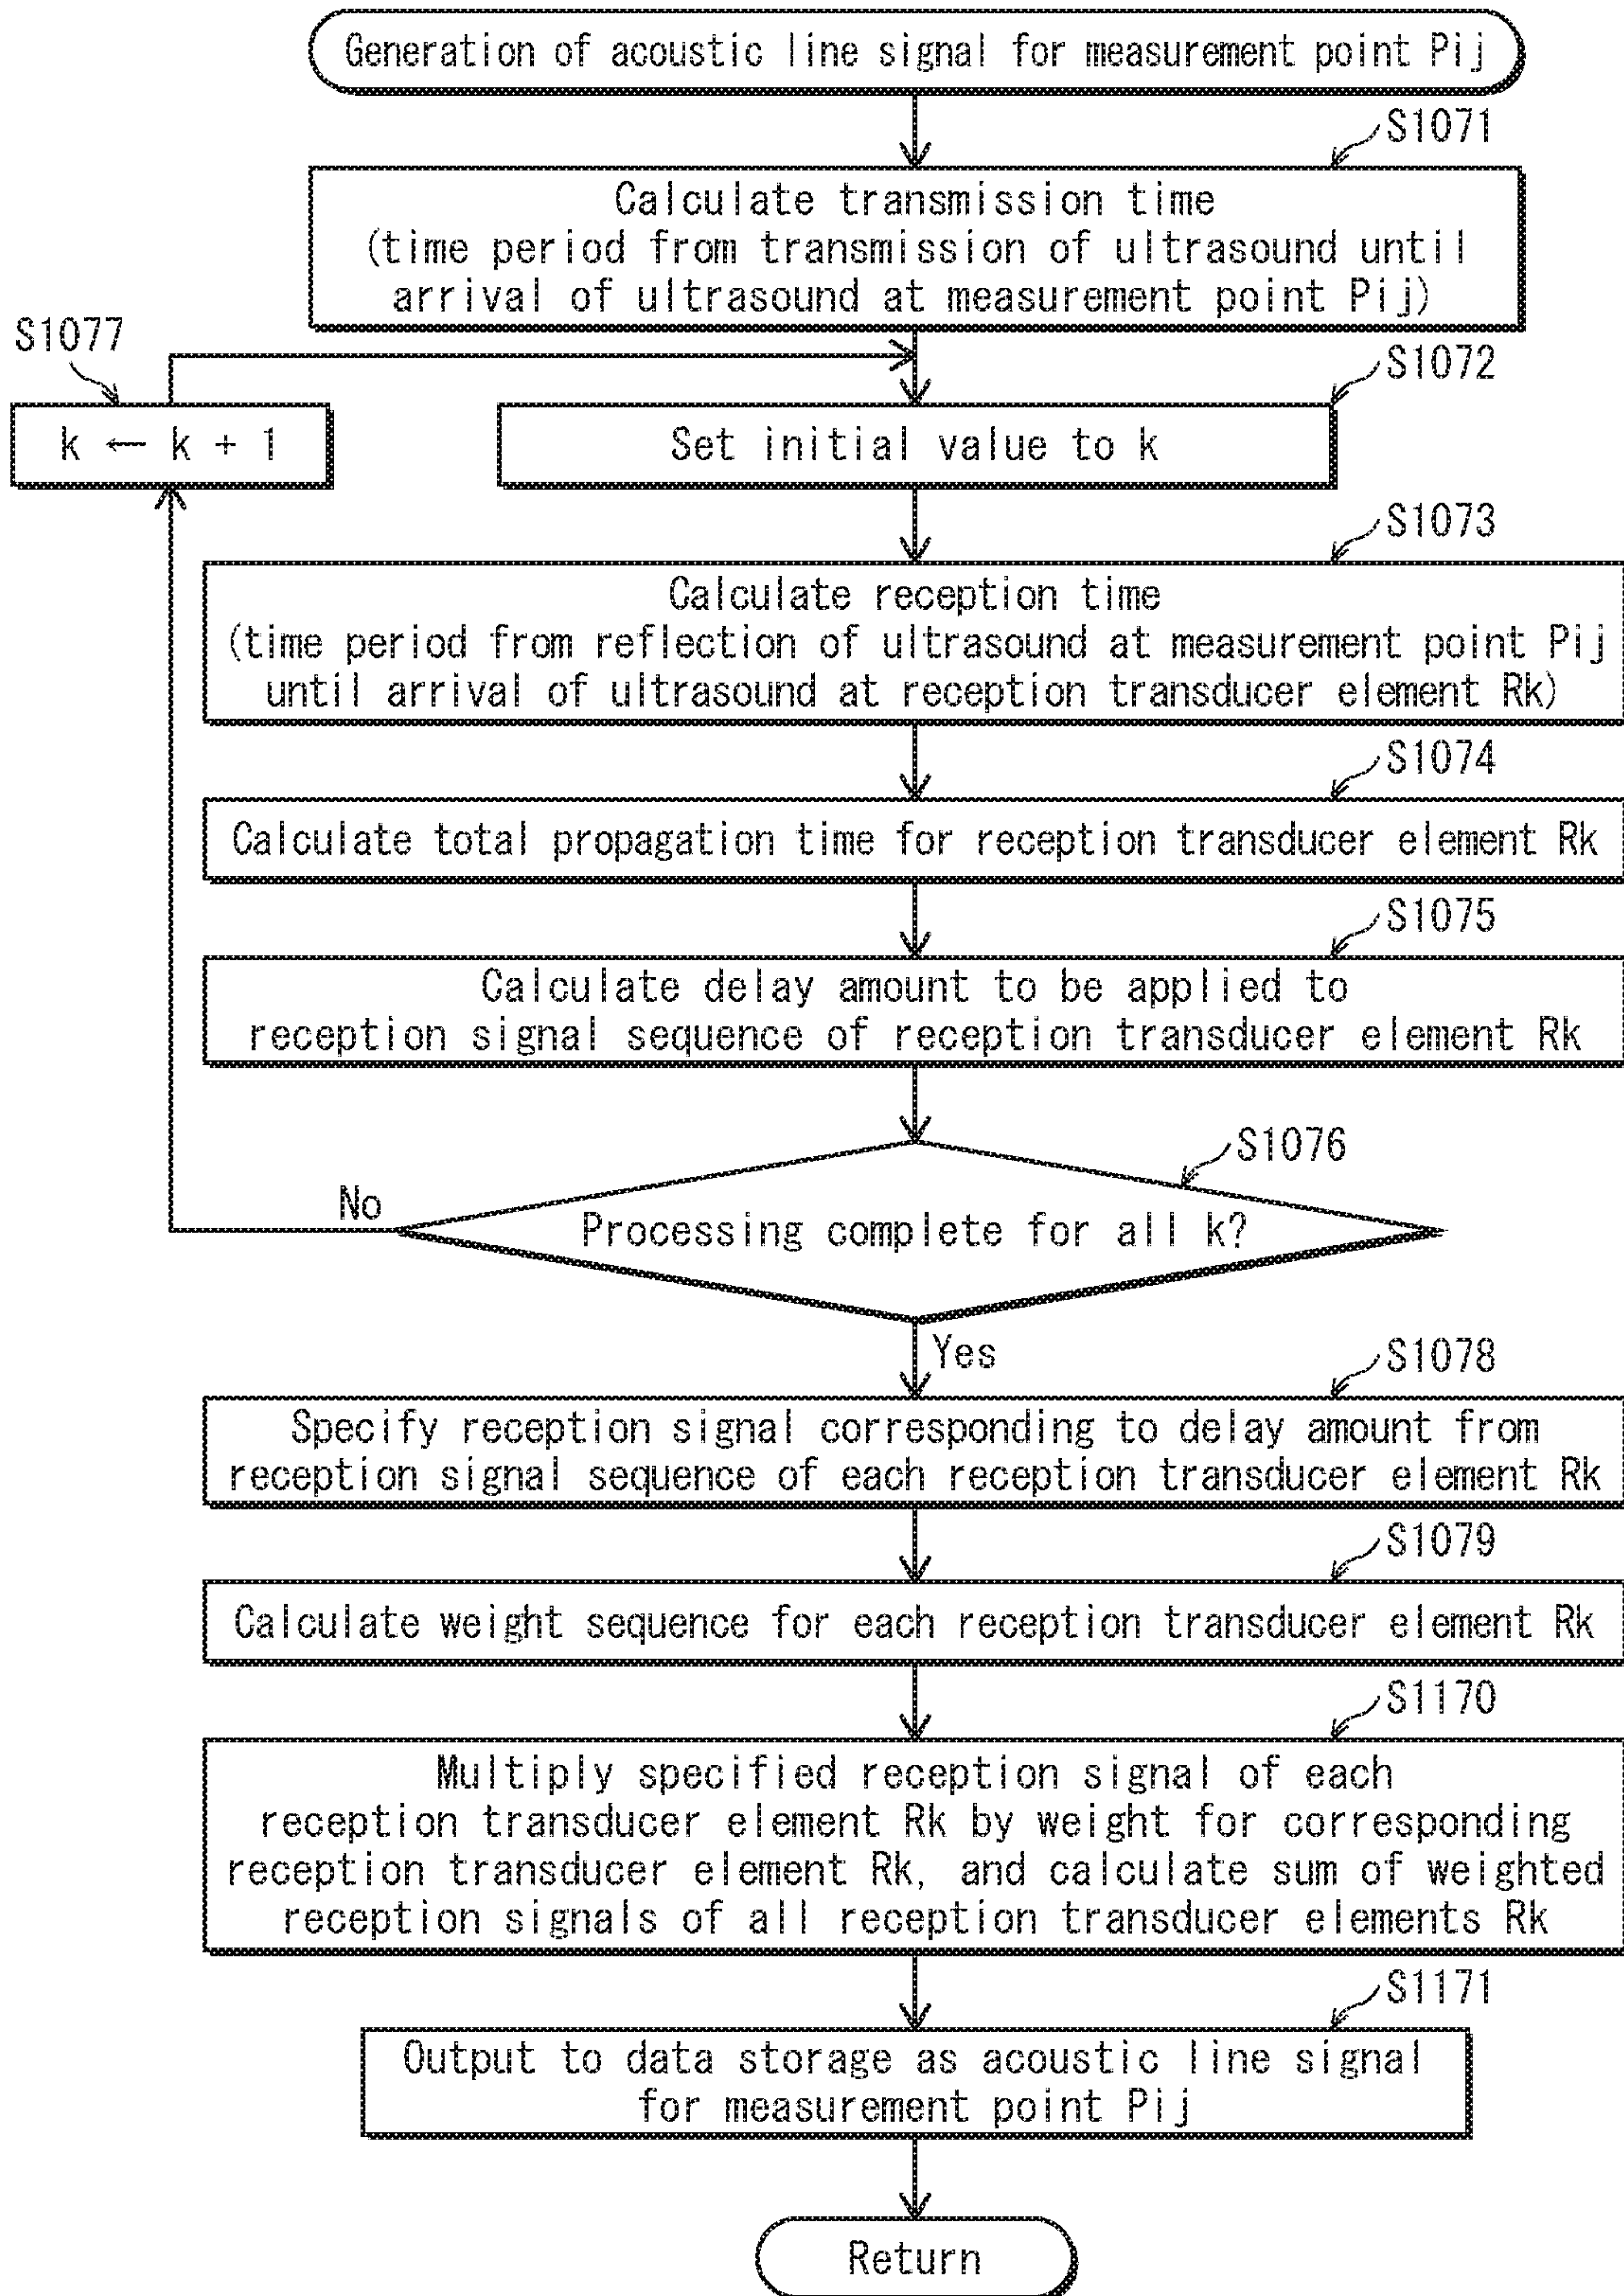 Generation of acoustic line signal for measurement point Pij
S1071
Calculate transmission time
(time period from transmission of ultrasound until
arrival of ultrasound at measurement point Pij)
S1077
S1072
k ← k + 1
Set initial value to k
S1073
Calculate reception time
(time period from reflection of ultrasound at measurement point Pij
until arrival of ultrasound at reception transducer element Rk)
S1074
Calculate total propagation time for reception transducer element Rk
S1075
Calculate delay amount to be applied to
reception signal sequence of reception transducer element Rk
S1076
No
Processing complete for all k?
Yes
S1078
Specify reception signal corresponding to delay amount from
reception signal sequence of each reception transducer element Rk
S1079
Calculate weight sequence for each reception transducer element Rk
S1170
Multiply specified reception signal of each
reception transducer element Rk by weight for corresponding
reception transducer element Rk, and calculate sum of weighted
reception signals of all reception transducer elements Rk
S1171
Output to data storage as acoustic line signal
for measurement point Pij
Return